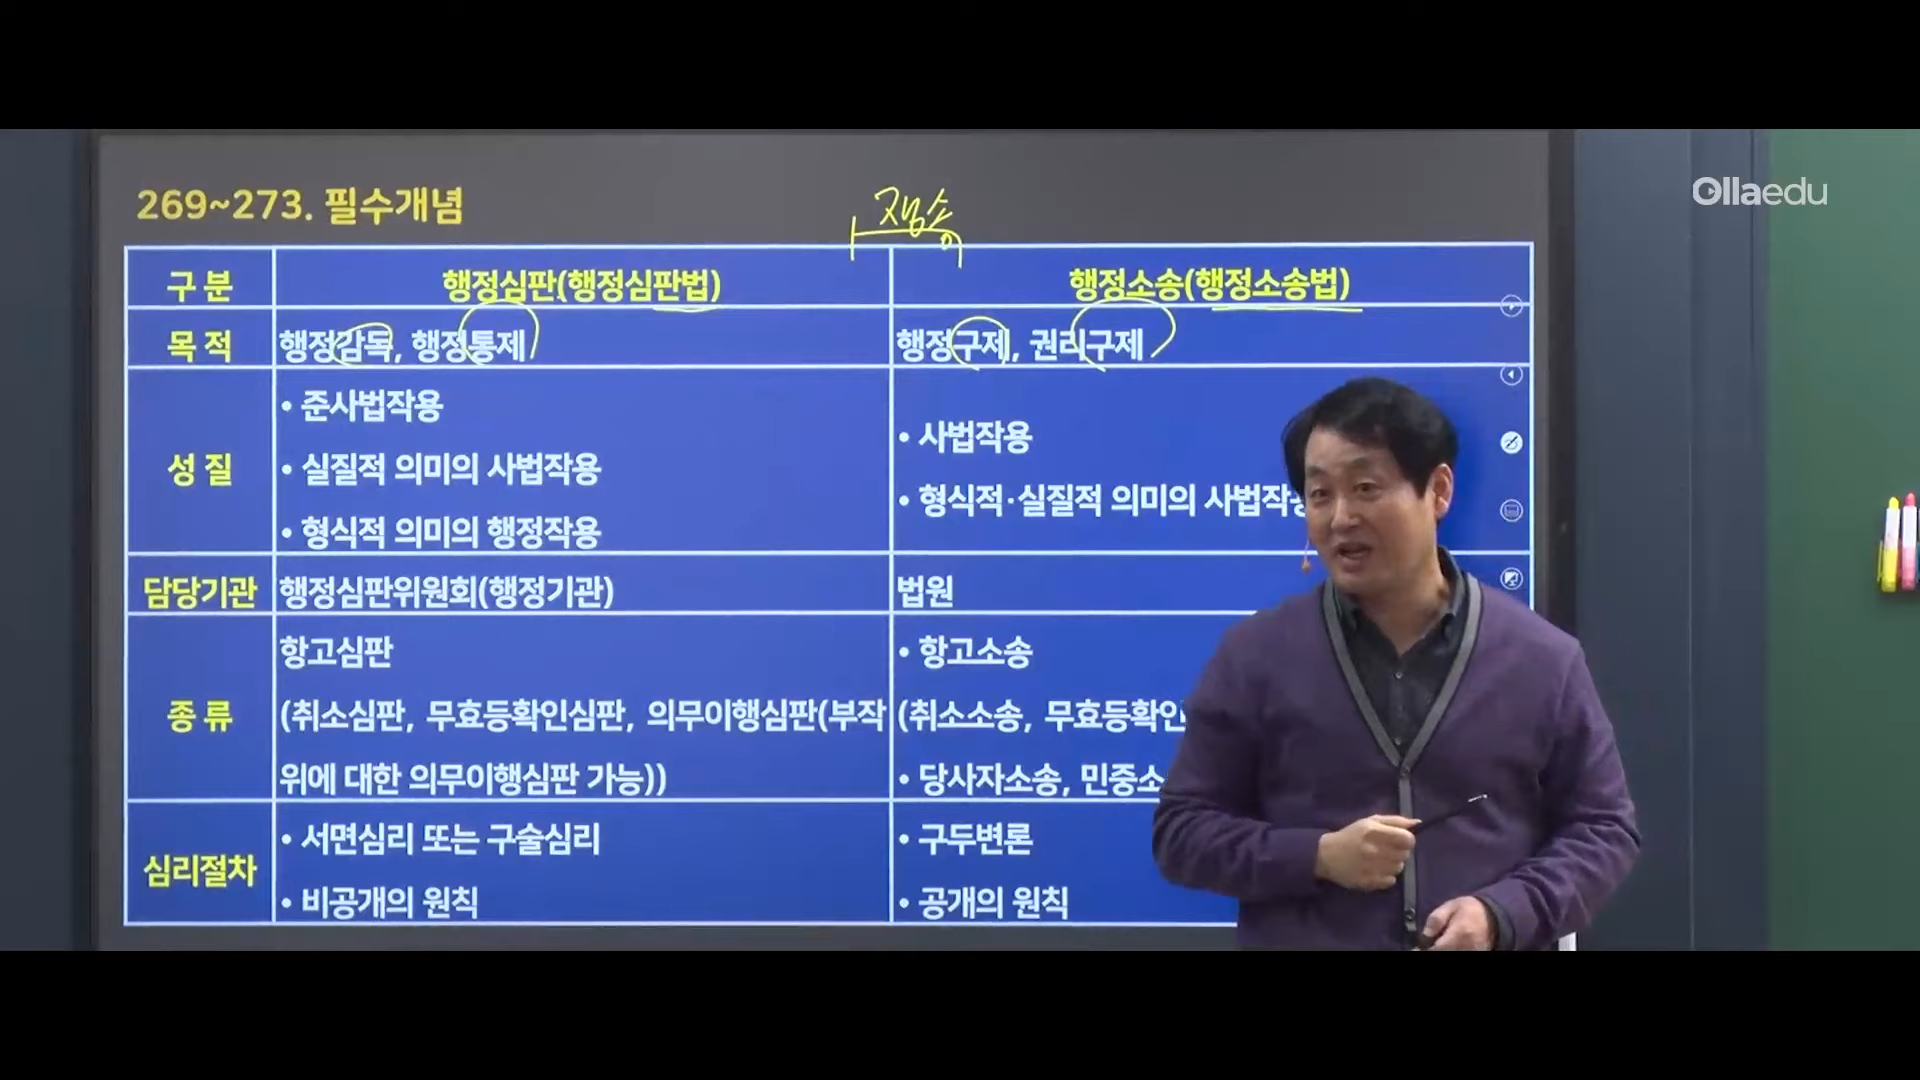 Ollaedu
269~273. 필수개념
구 분 행정심판(행정심판법) 행정소송(행정소송법)
목 적 행정감독, 행정통제 행정구제, 권리구제
성 질
• 준사법작용
• 실질적 의미의 사법작용
• 형식적 의미의 행정작용
• 사법작용
• 형식적·실질적 의미의 사법작용
담당기관 행정심판위원회(행정기관) 법원
종 류
항고심판
(취소심판, 무효등확인심판, 의무이행심판(부작
위에 대한 의무이행심판 가능))
• 항고소송
(취소소송, 무효등확인
• 당사자소송, 민중소
심리절차
• 서면심리 또는 구술심리
• 비공개의 원칙
• 구두변론
• 공개의 원칙